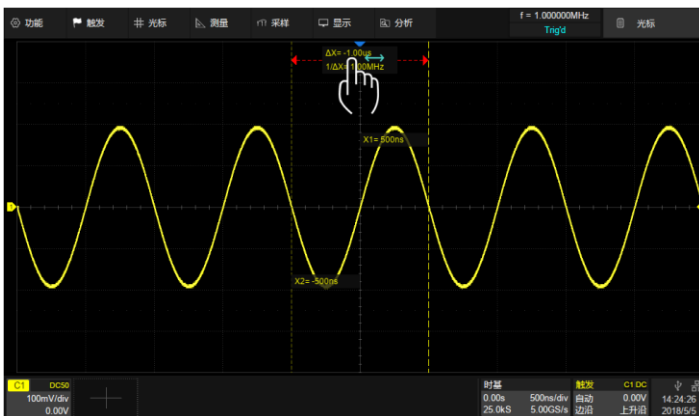 功能 触发 光标 测量 采样 显示 分析
f = 1.000000MHz
Trig'd
光标
ΔX= -1.00us
1/ΔX= 1.00MHz
X1= 500ns
X2= -500ns
C1 DC50
100mV/div
0.00V
时基
0.00s 500ns/div
25.0kS 5.00GS/s
触发 C1 DC
自动 0.00V
边沿 上升沿
14:24:26